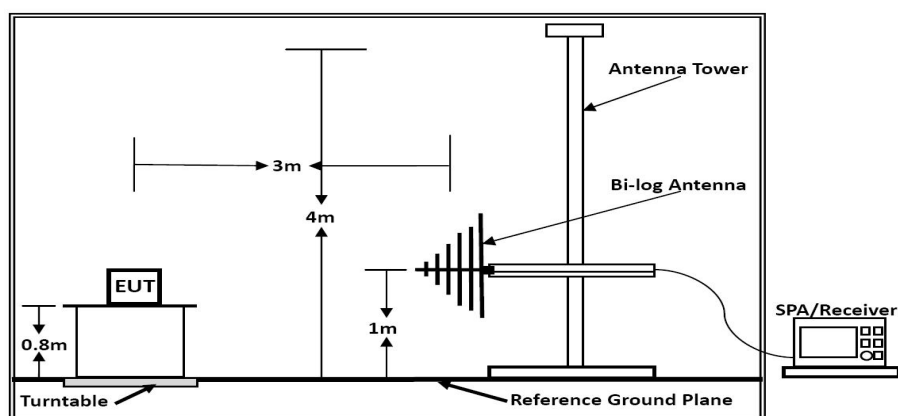 Antenna Tower
3m
Bi-log Antenna
4m
EUT
SPA/Receiver
1m
0.8m
Turntable
Reference Ground Plane